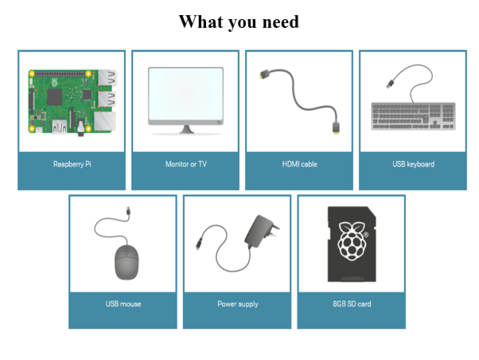 What you need
Raspberry Pi
Monitor or TV
HDMI cable
USB keyboard
USB mouse
Power supply
8GB SD card